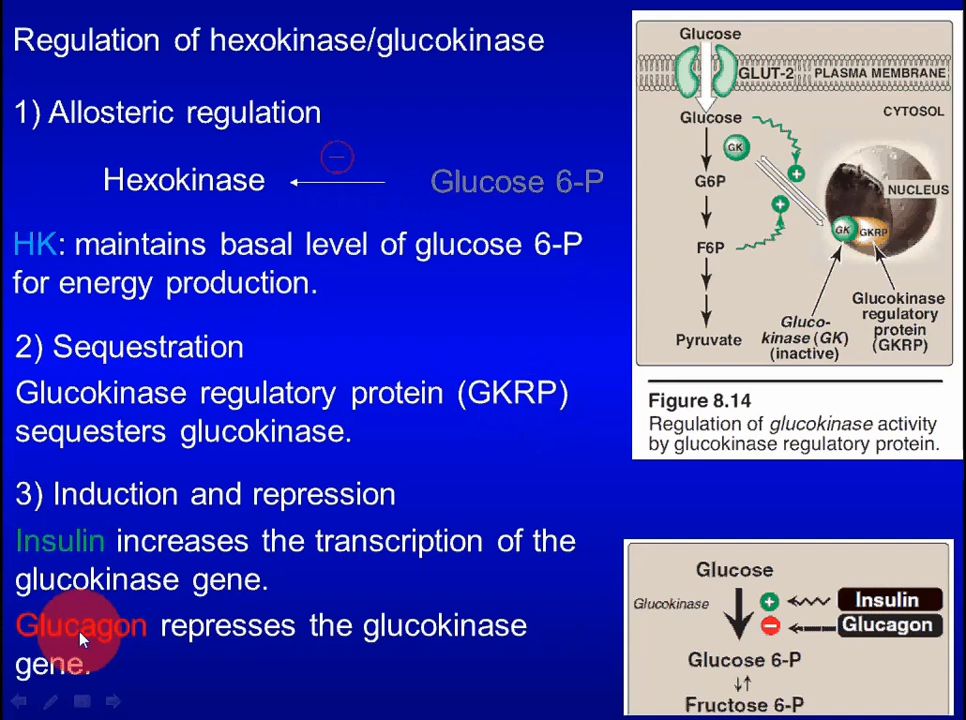 Regulation of hexokinase/glucokinase
1) Allosteric regulation
Hexokinase
Glucose 6-P
HK: maintains basal level of glucose 6-P
for energy production.
2) Sequestration
Glucokinase regulatory protein (GKRP)
sequesters glucokinase.
3) Induction and repression
Insulin increases the transcription of the
glucokinase gene.
Glucagon represses the glucokinase
gene.
Glucose
GLUT-2
PLASMA MEMBRANE
Glucose
CYTOSOL
GK
G6P
NUCLEUS
GK
GKRP
F6P
Pyruvate
Gluco-
kinase (GK)
(inactive)
Glucokinase
regulatory
protein
(GKRP)
Figure 8.14
Regulation of glucokinase activity
by glucokinase regulatory protein.
Glucose
Glucokinase
Insulin
Glucagon
Glucose 6-P
Fructose 6-P